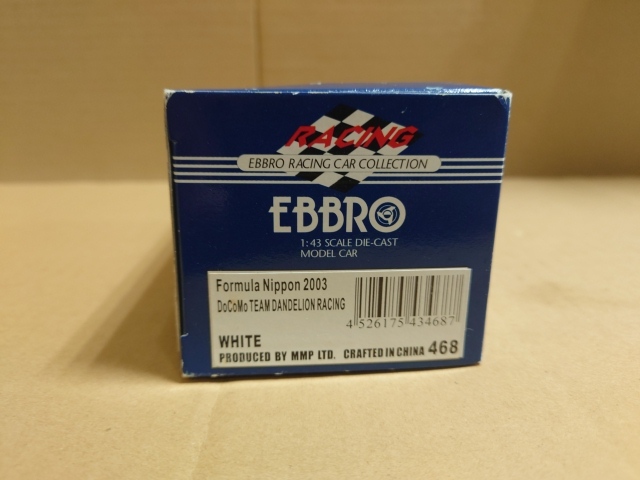 RACING
EBBRO RACING CAR COLLECTION
EBBRO
1:43 SCALE DIE-CAST
MODEL CAR
Formula Nippon 2003
DoCoMo TEAM DANDELION RACING
4 526175 434687
WHITE
PRODUCED BY MMP LTD. CRAFTED IN CHINA 468